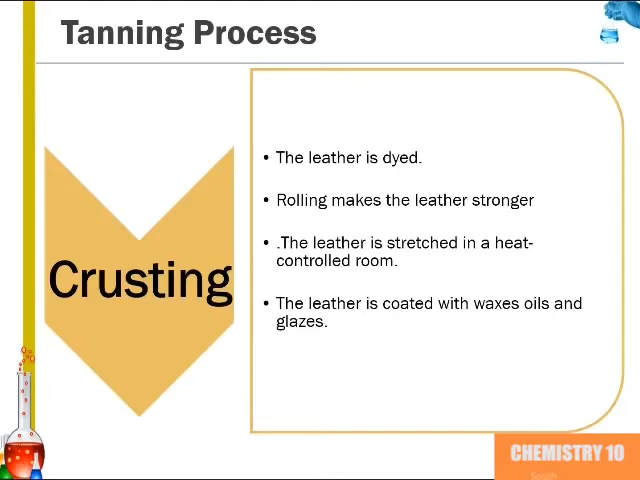 Tanning Process
• The leather is dyed.
• Rolling makes the leather stronger
• .The leather is stretched in a heat-
controlled room.
• The leather is coated with waxes oils and
glazes.
Crusting
CHEMISTRY 10